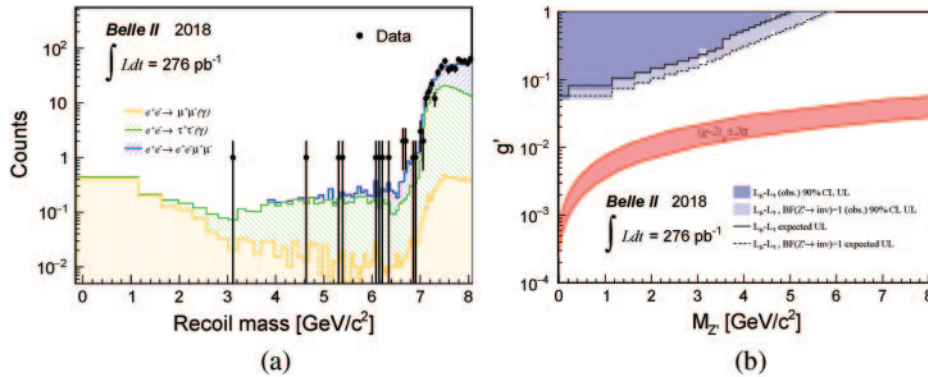 Belle II 2018
∫ Ldt = 276 pb⁻¹
Data
e⁺e⁻→ μ⁺μ⁻(γ)
e⁺e⁻→ τ⁺τ⁻(γ)
e⁺e⁻→ e⁺e⁻μ⁺μ⁻
Counts
10²
10
1
10⁻¹
10⁻²
0 1 2 3 4 5 6 7 8
Recoil mass [GeV/c²]
(a)
g'
1
10⁻¹
10⁻²
10⁻³
10⁻⁴
(g-2)μ ± 2σ
Belle II 2018
∫ Ldt = 276 pb⁻¹
Lμ-Lτ (obs.) 90% CL UL
Lμ-Lτ , BF(Z'→ inv)=1 (obs.) 90% CL UL
Lμ-Lτ expected UL
Lμ-Lτ , BF(Z'→ inv)=1 expected UL
0 1 2 3 4 5 6 7 8
M_Z' [GeV/c²]
(b)